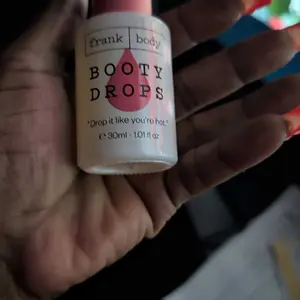 frank body
BOOTY
DROPS
"Drop it like you're hot."
℮ 30ml · 1.01 fl oz